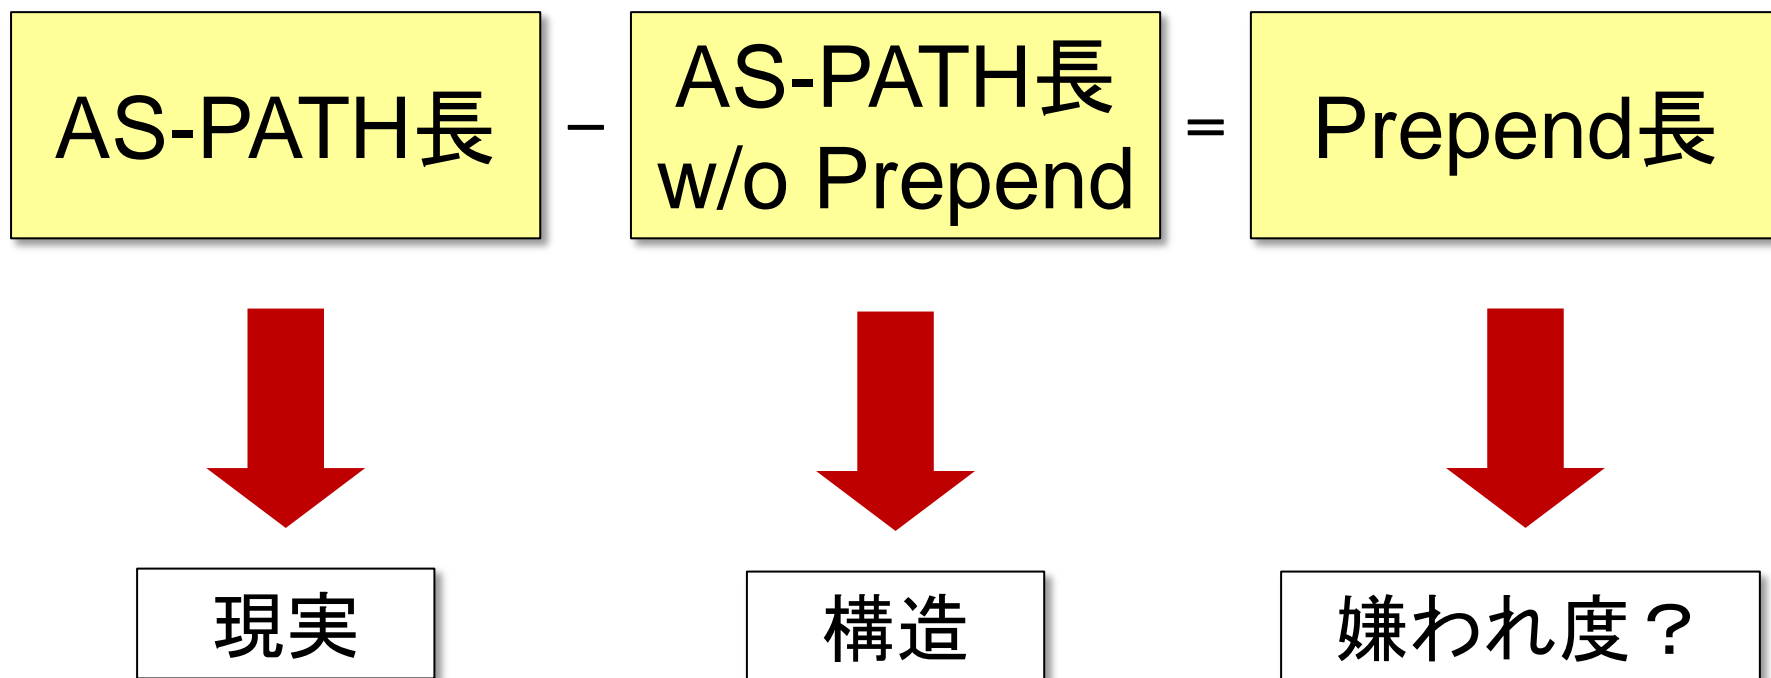 AS-PATH長 − AS-PATH長 = Prepend長
w/o Prepend
現実
構造
嫌われ度？